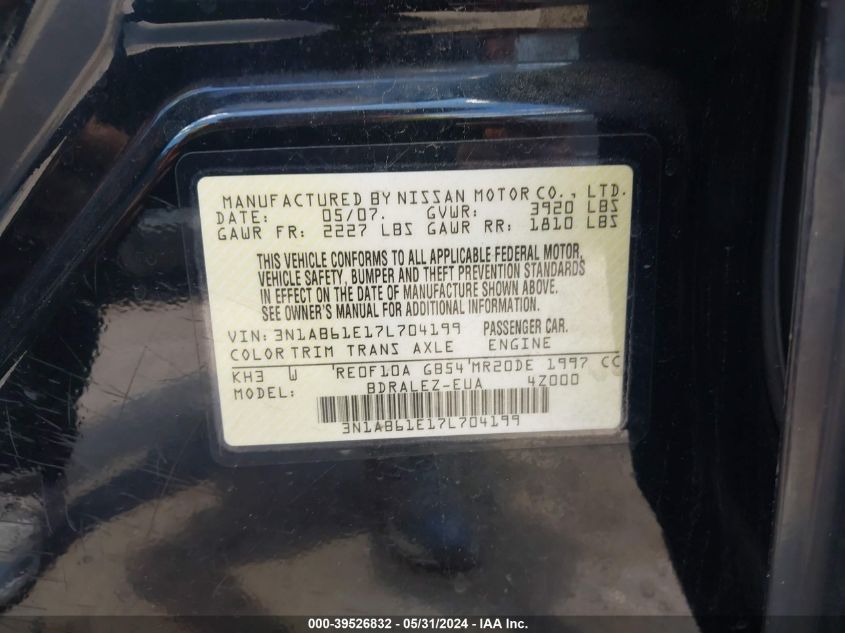 MANUFACTURED BY NISSAN MOTOR CO., LTD.
DATE: 05/07. GVWR: 3920 LBS
GAWR FR: 2227 LBS GAWR RR: 1810 LBS
THIS VEHICLE CONFORMS TO ALL APPLICABLE FEDERAL MOTOR,
VEHICLE SAFETY, BUMPER AND THEFT PREVENTION STANDARDS
IN EFFECT ON THE DATE OF MANUFACTURE SHOWN ABOVE.
SEE OWNER'S MANUAL FOR ADDITIONAL INFORMATION.
VIN: 3N1AB61E17L704199 PASSENGER CAR.
COLOR TRIM TRANS AXLE ENGINE
KH3 W 'RE0F10A GB54'MR20DE 1997 CC
MODEL: BDRALEZ-EUA 4Z000
3N1AB61E17L704199
000-39526832 - 05/31/2024 - IAA Inc.